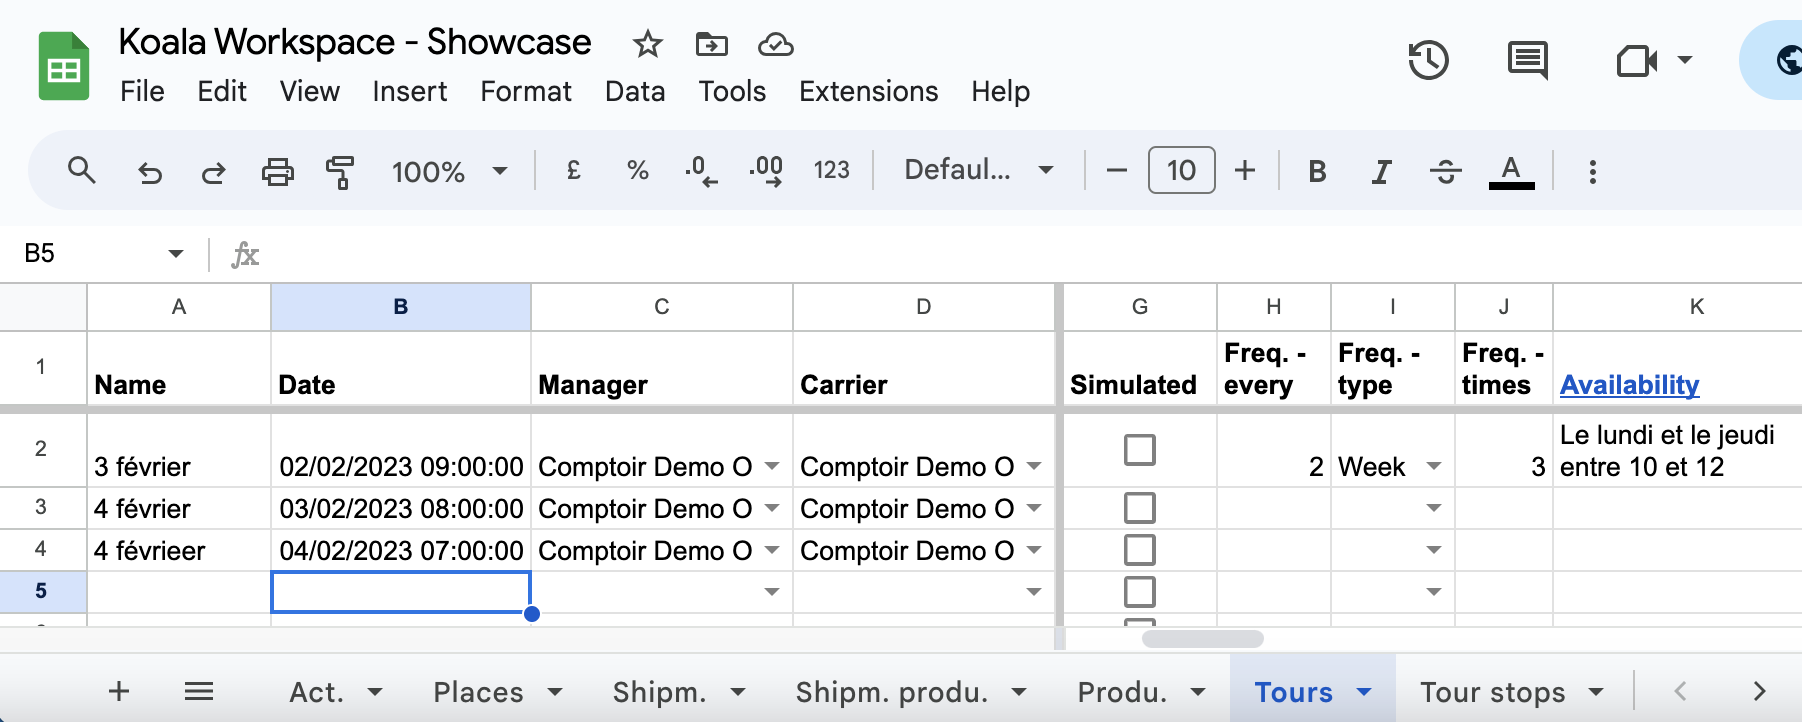 Koala Workspace - Showcase
File Edit View Insert Format Data Tools Extensions Help
100% £ % .0 .00 123 Defaul... 10 B I S A
B5 fx
A B C D G H I J K
1 Name Date Manager Carrier Simulated Freq. - every Freq. - type Freq. - times Availability
2 3 février 02/02/2023 09:00:00 Comptoir Demo O Comptoir Demo O 2 Week 3 Le lundi et le jeudi entre 10 et 12
3 4 février 03/02/2023 08:00:00 Comptoir Demo O Comptoir Demo O
4 4 févrieer 04/02/2023 07:00:00 Comptoir Demo O Comptoir Demo O
5
Act. Places Shipm. Shipm. produ. Produ. Tours Tour stops